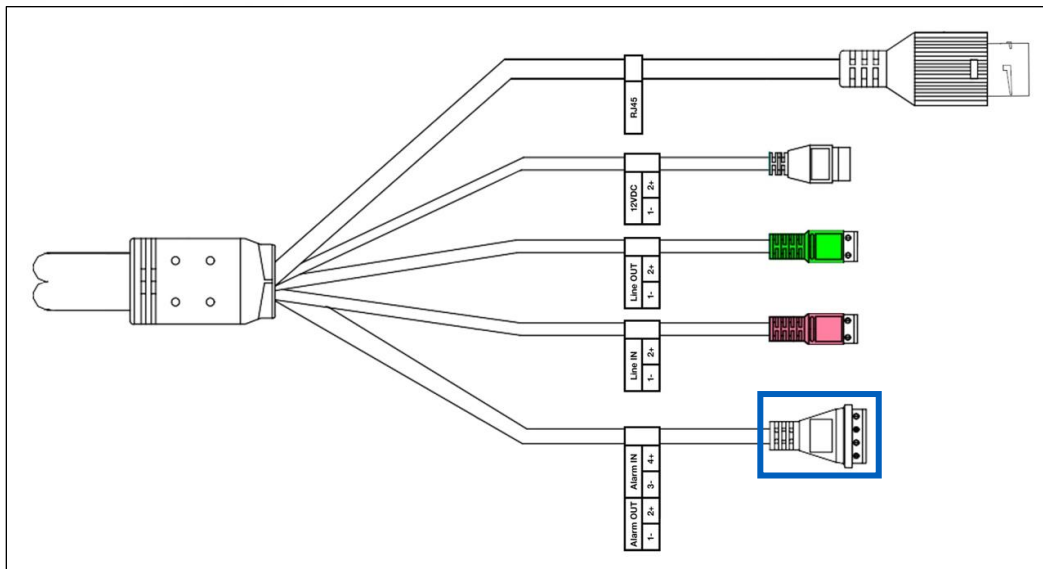 RJ45
12VDC
1- 2+
Line OUT
1- 2+
Line IN
1- 2+
Alarm OUT Alarm IN
1- 2+ 3- 4+